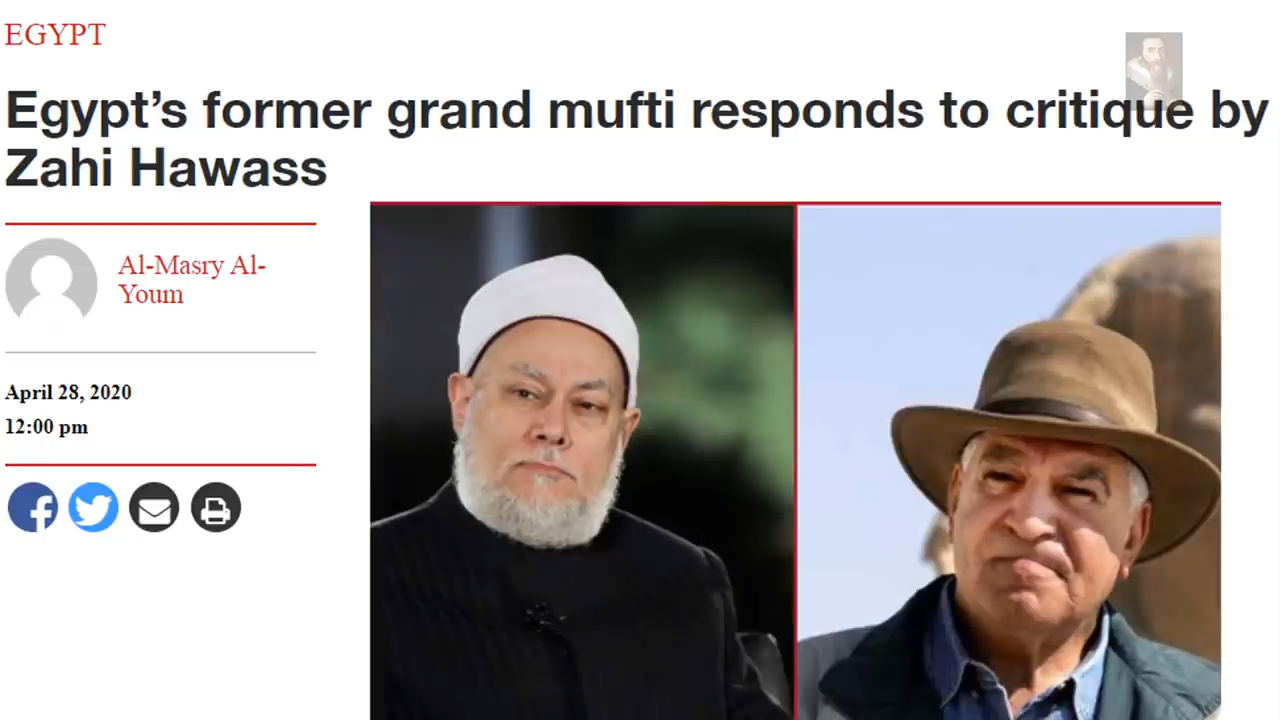 EGYPT
Egypt’s former grand mufti responds to critique by
Zahi Hawass
Al-Masry Al-
Youm
April 28, 2020
12:00 pm